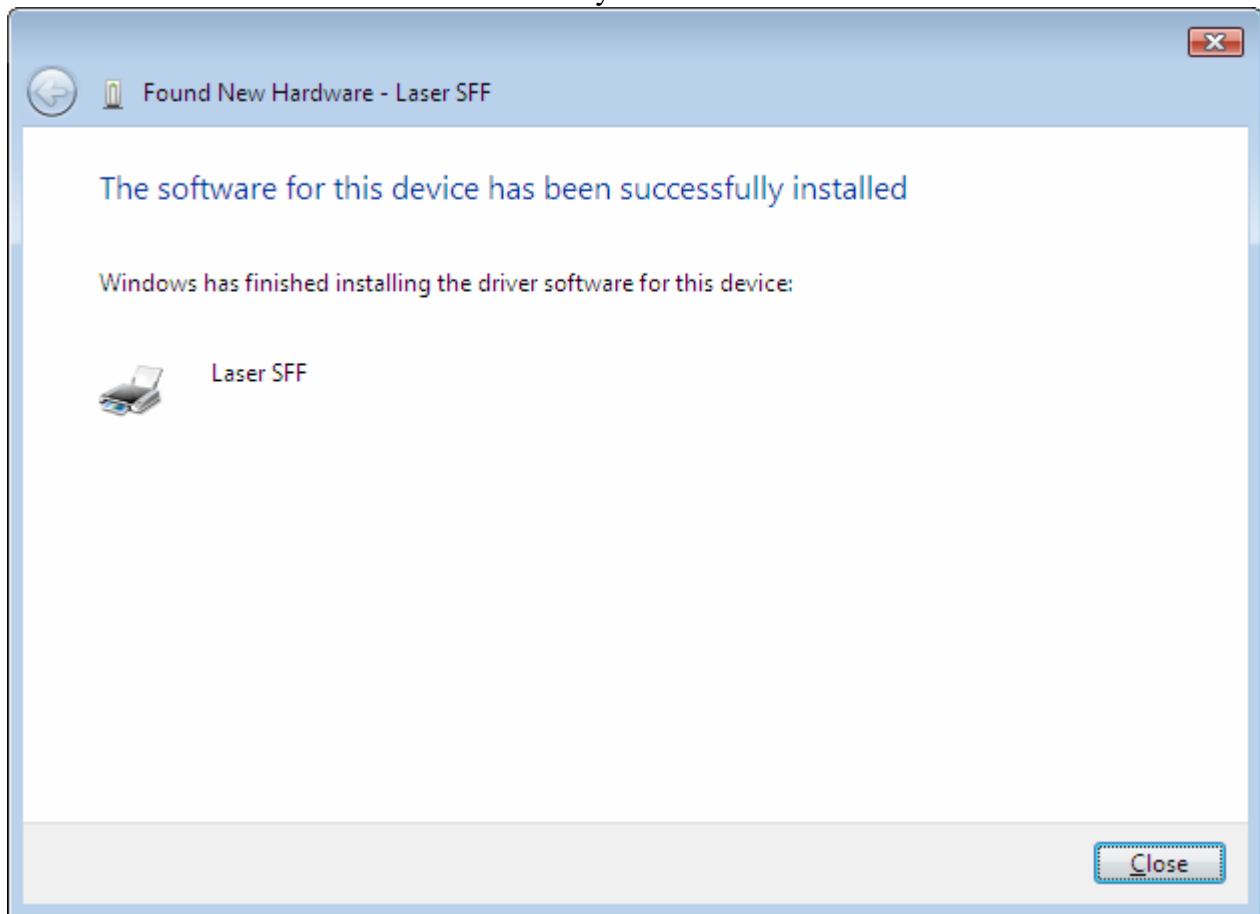 Found New Hardware - Laser SFF
The software for this device has been successfully installed
Windows has finished installing the driver software for this device:
Laser SFF
Close